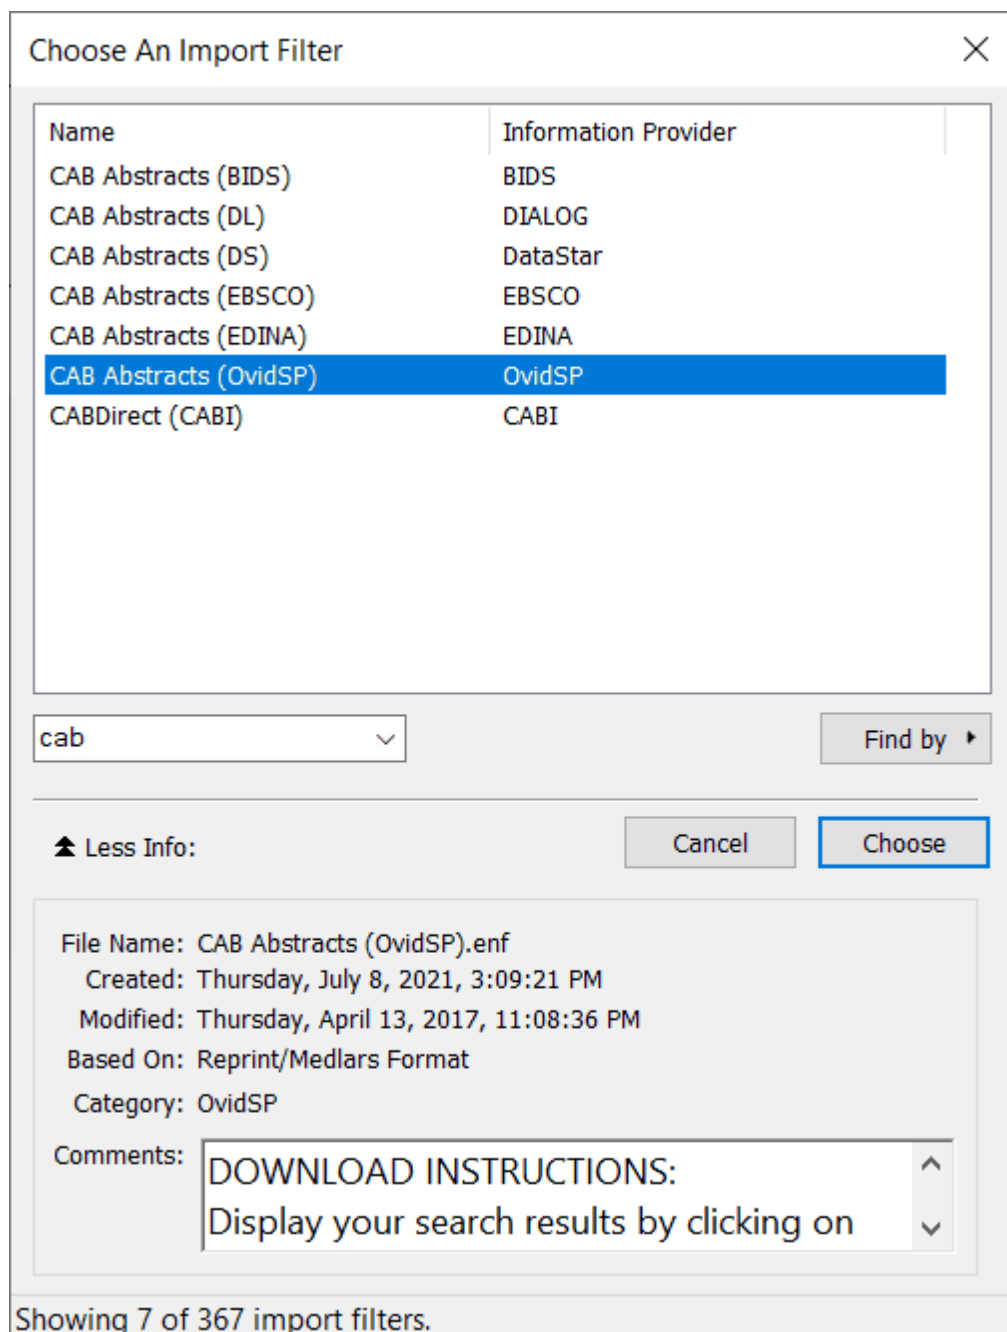 Choose An Import Filter
Name Information Provider
CAB Abstracts (BIDS) BIDS
CAB Abstracts (DL) DIALOG
CAB Abstracts (DS) DataStar
CAB Abstracts (EBSCO) EBSCO
CAB Abstracts (EDINA) EDINA
CAB Abstracts (OvidSP) OvidSP
CABDirect (CABI) CABI
cab Find by
Less Info: Cancel Choose
File Name: CAB Abstracts (OvidSP).enf
Created: Thursday, July 8, 2021, 3:09:21 PM
Modified: Thursday, April 13, 2017, 11:08:36 PM
Based On: Reprint/Medlars Format
Category: OvidSP
Comments: DOWNLOAD INSTRUCTIONS:
Display your search results by clicking on
Showing 7 of 367 import filters.